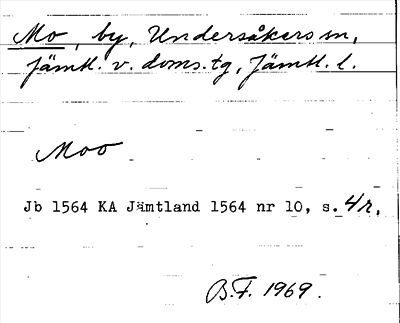 Mo, by, Undersåkers sn,
Jämtl. v. doms.tg, Jämtl. l.
Moo
Jb 1564 KA Jämtland 1564 nr 10, s. 4r.
B.F. 1969.